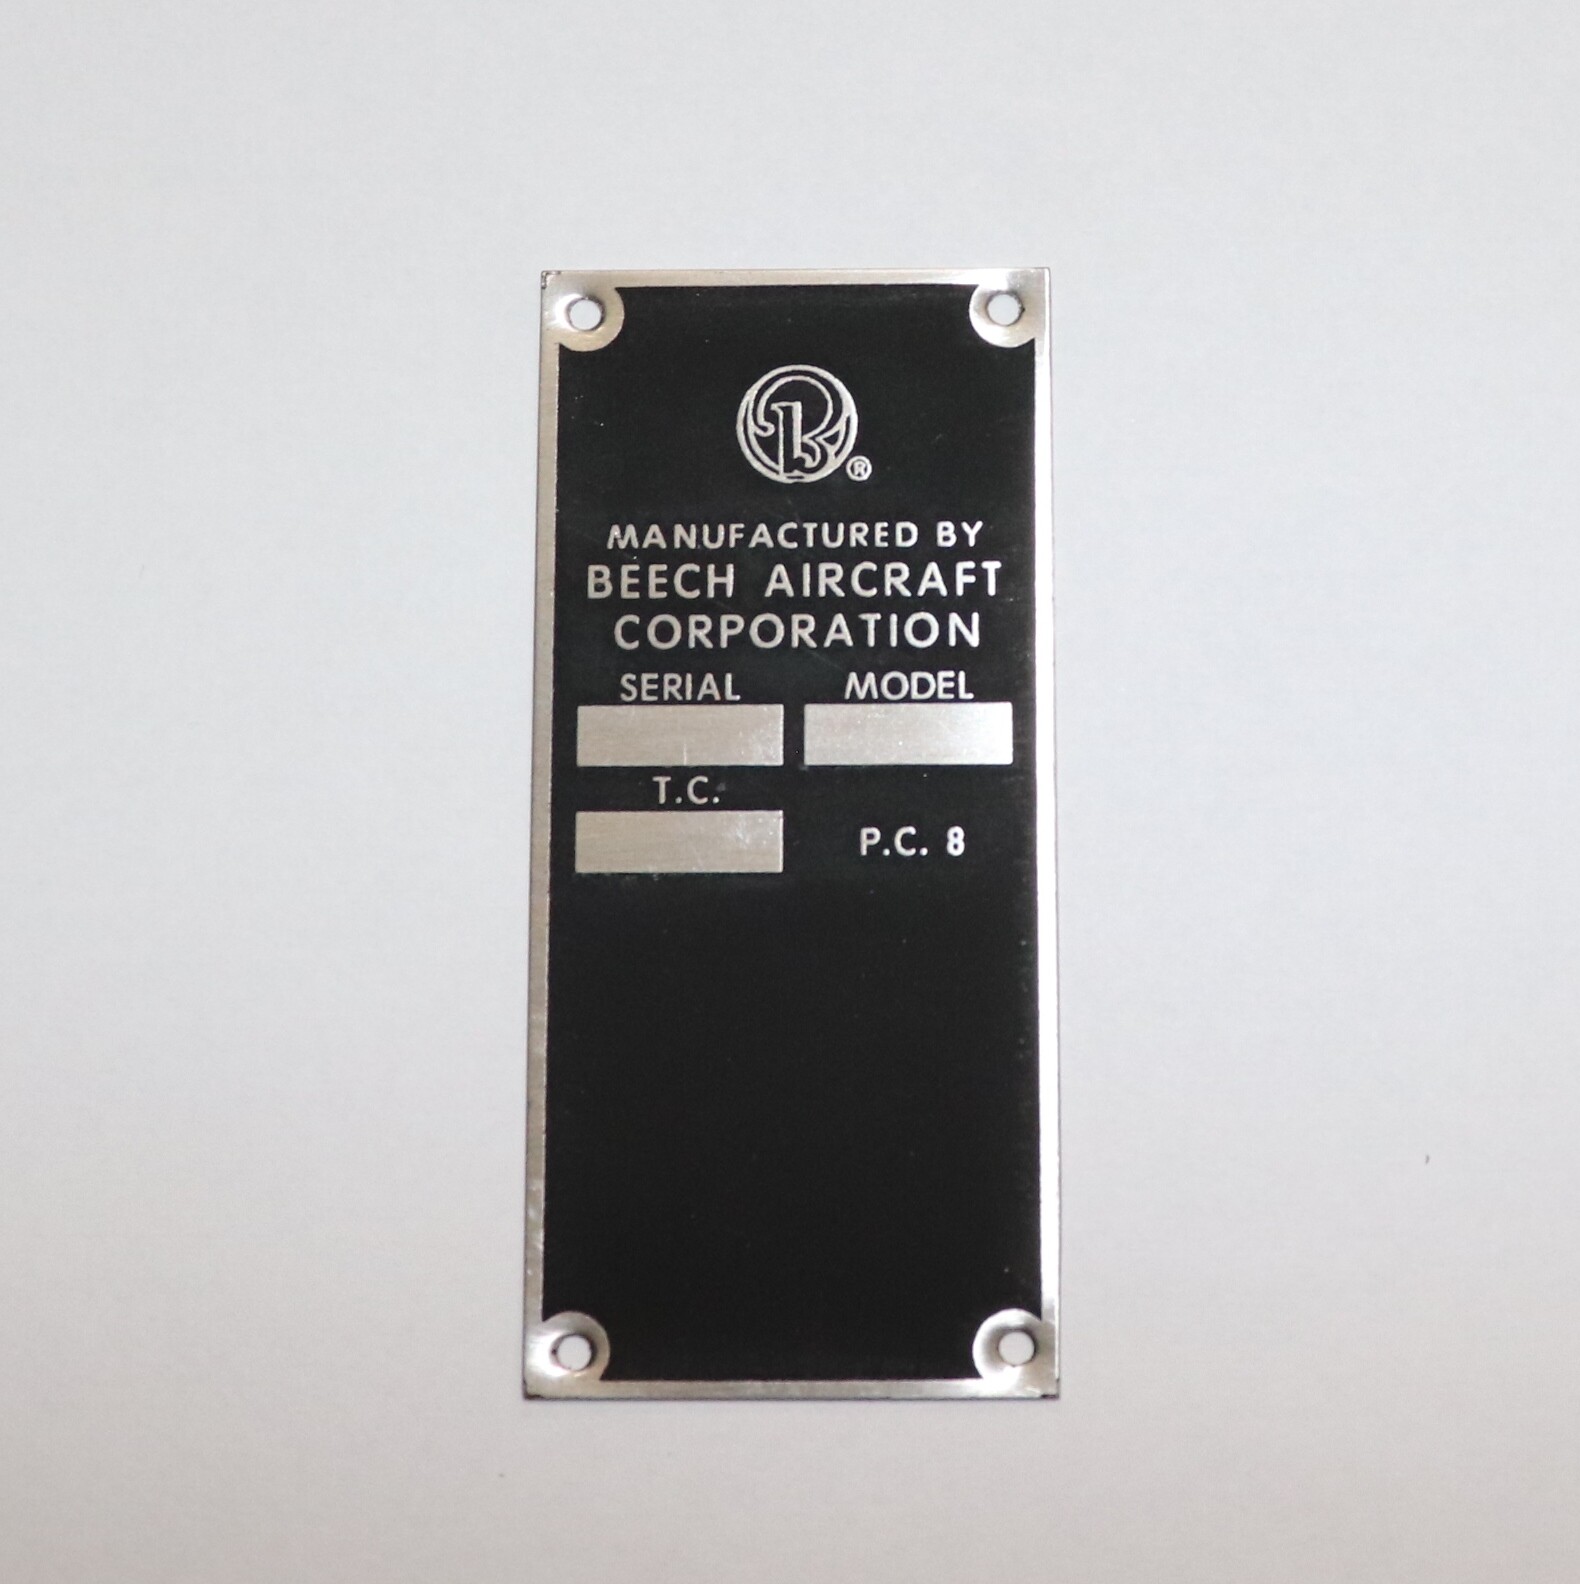 B ®
MANUFACTURED BY
BEECH AIRCRAFT
CORPORATION
SERIAL MODEL
T.C.
P.C. 8